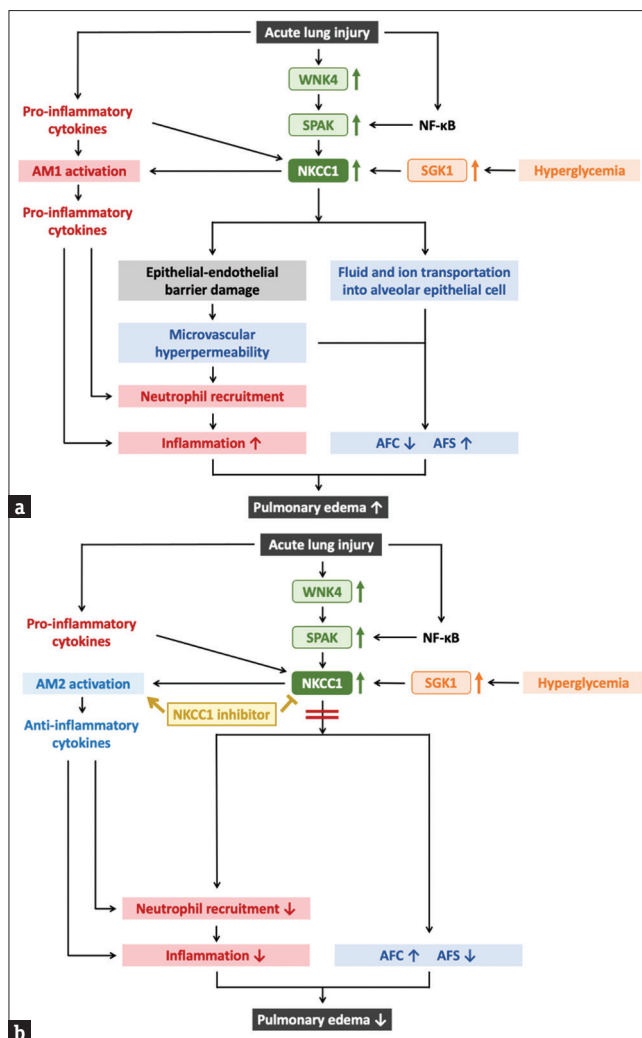 Acute lung injury
WNK4 ↑
Pro-inflammatory
cytokines
SPAK ↑
NF-κB
AM1 activation
NKCC1 ↑
SGK1 ↑
Hyperglycemia
Pro-inflammatory
cytokines
Epithelial-endothelial
barrier damage
Fluid and ion transportation
into alveolar epithelial cell
Microvascular
hyperpermeability
Neutrophil recruitment
Inflammation ↑
AFC ↓ AFS ↑
Pulmonary edema ↑
a
Acute lung injury
WNK4 ↑
Pro-inflammatory
cytokines
SPAK ↑
NF-κB
AM2 activation
NKCC1 ↑
SGK1 ↑
Hyperglycemia
NKCC1 inhibitor
Anti-inflammatory
cytokines
Neutrophil recruitment ↓
Inflammation ↓
AFC ↑ AFS ↓
Pulmonary edema ↓
b